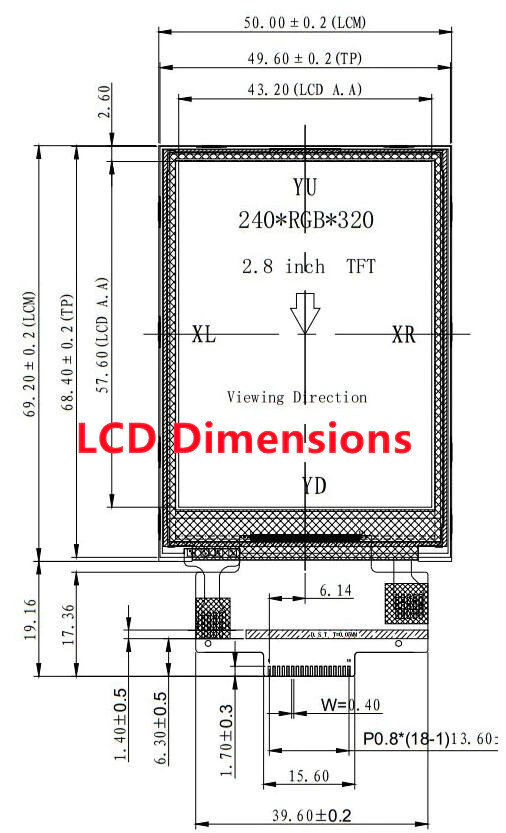 50.00±0.2(LCM)
49.60±0.2(TP)
43.20(LCD A.A)
2.60
YU
240*RGB*320
2.8 inch TFT
XL
XR
69.20±0.2(LCM)
68.40±0.2(TP)
57.60(LCD A.A)
Viewing Direction
LCD Dimensions
YD
19.16
17.36
6.14
D.S.T. T=0.05MM
1.40±0.5
6.30±0.5
1.70±0.3
W=0.40
P0.8*(18-1)13.60±
15.60
39.60±0.2